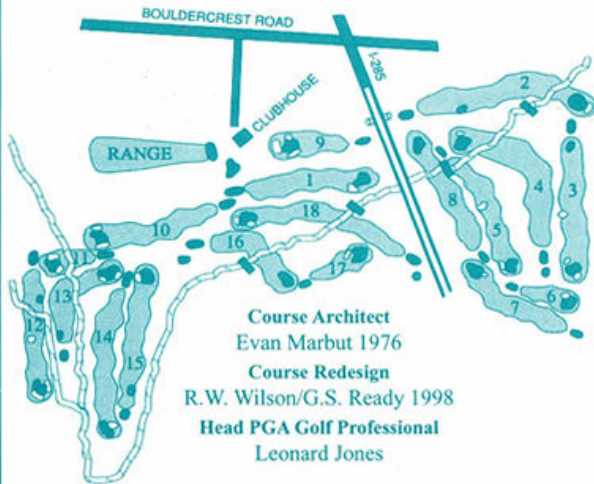 BOULDERCREST ROAD
I-285
CLUBHOUSE
RANGE
2
9
1
8
4
3
18
5
10
16
17
11
6
7
12
13
14
15
Course Architect
Evan Marbut 1976
Course Redesign
R.W. Wilson/G.S. Ready 1998
Head PGA Golf Professional
Leonard Jones